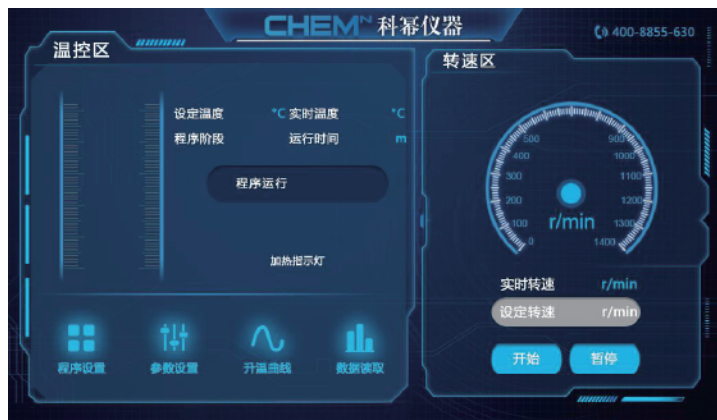 CHEMᴺ 科幂仪器
400-8855-630
温控区
设定温度 °C 实时温度 °C
程序阶段 运行时间 m
程序运行
加热指示灯
程序设置 参数设置 升温曲线 数据读取
转速区
500 900
400 1000
300 1100
200 1200
100 r/min 1300
0 1400
实时转速 r/min
设定转速 r/min
开始 暂停